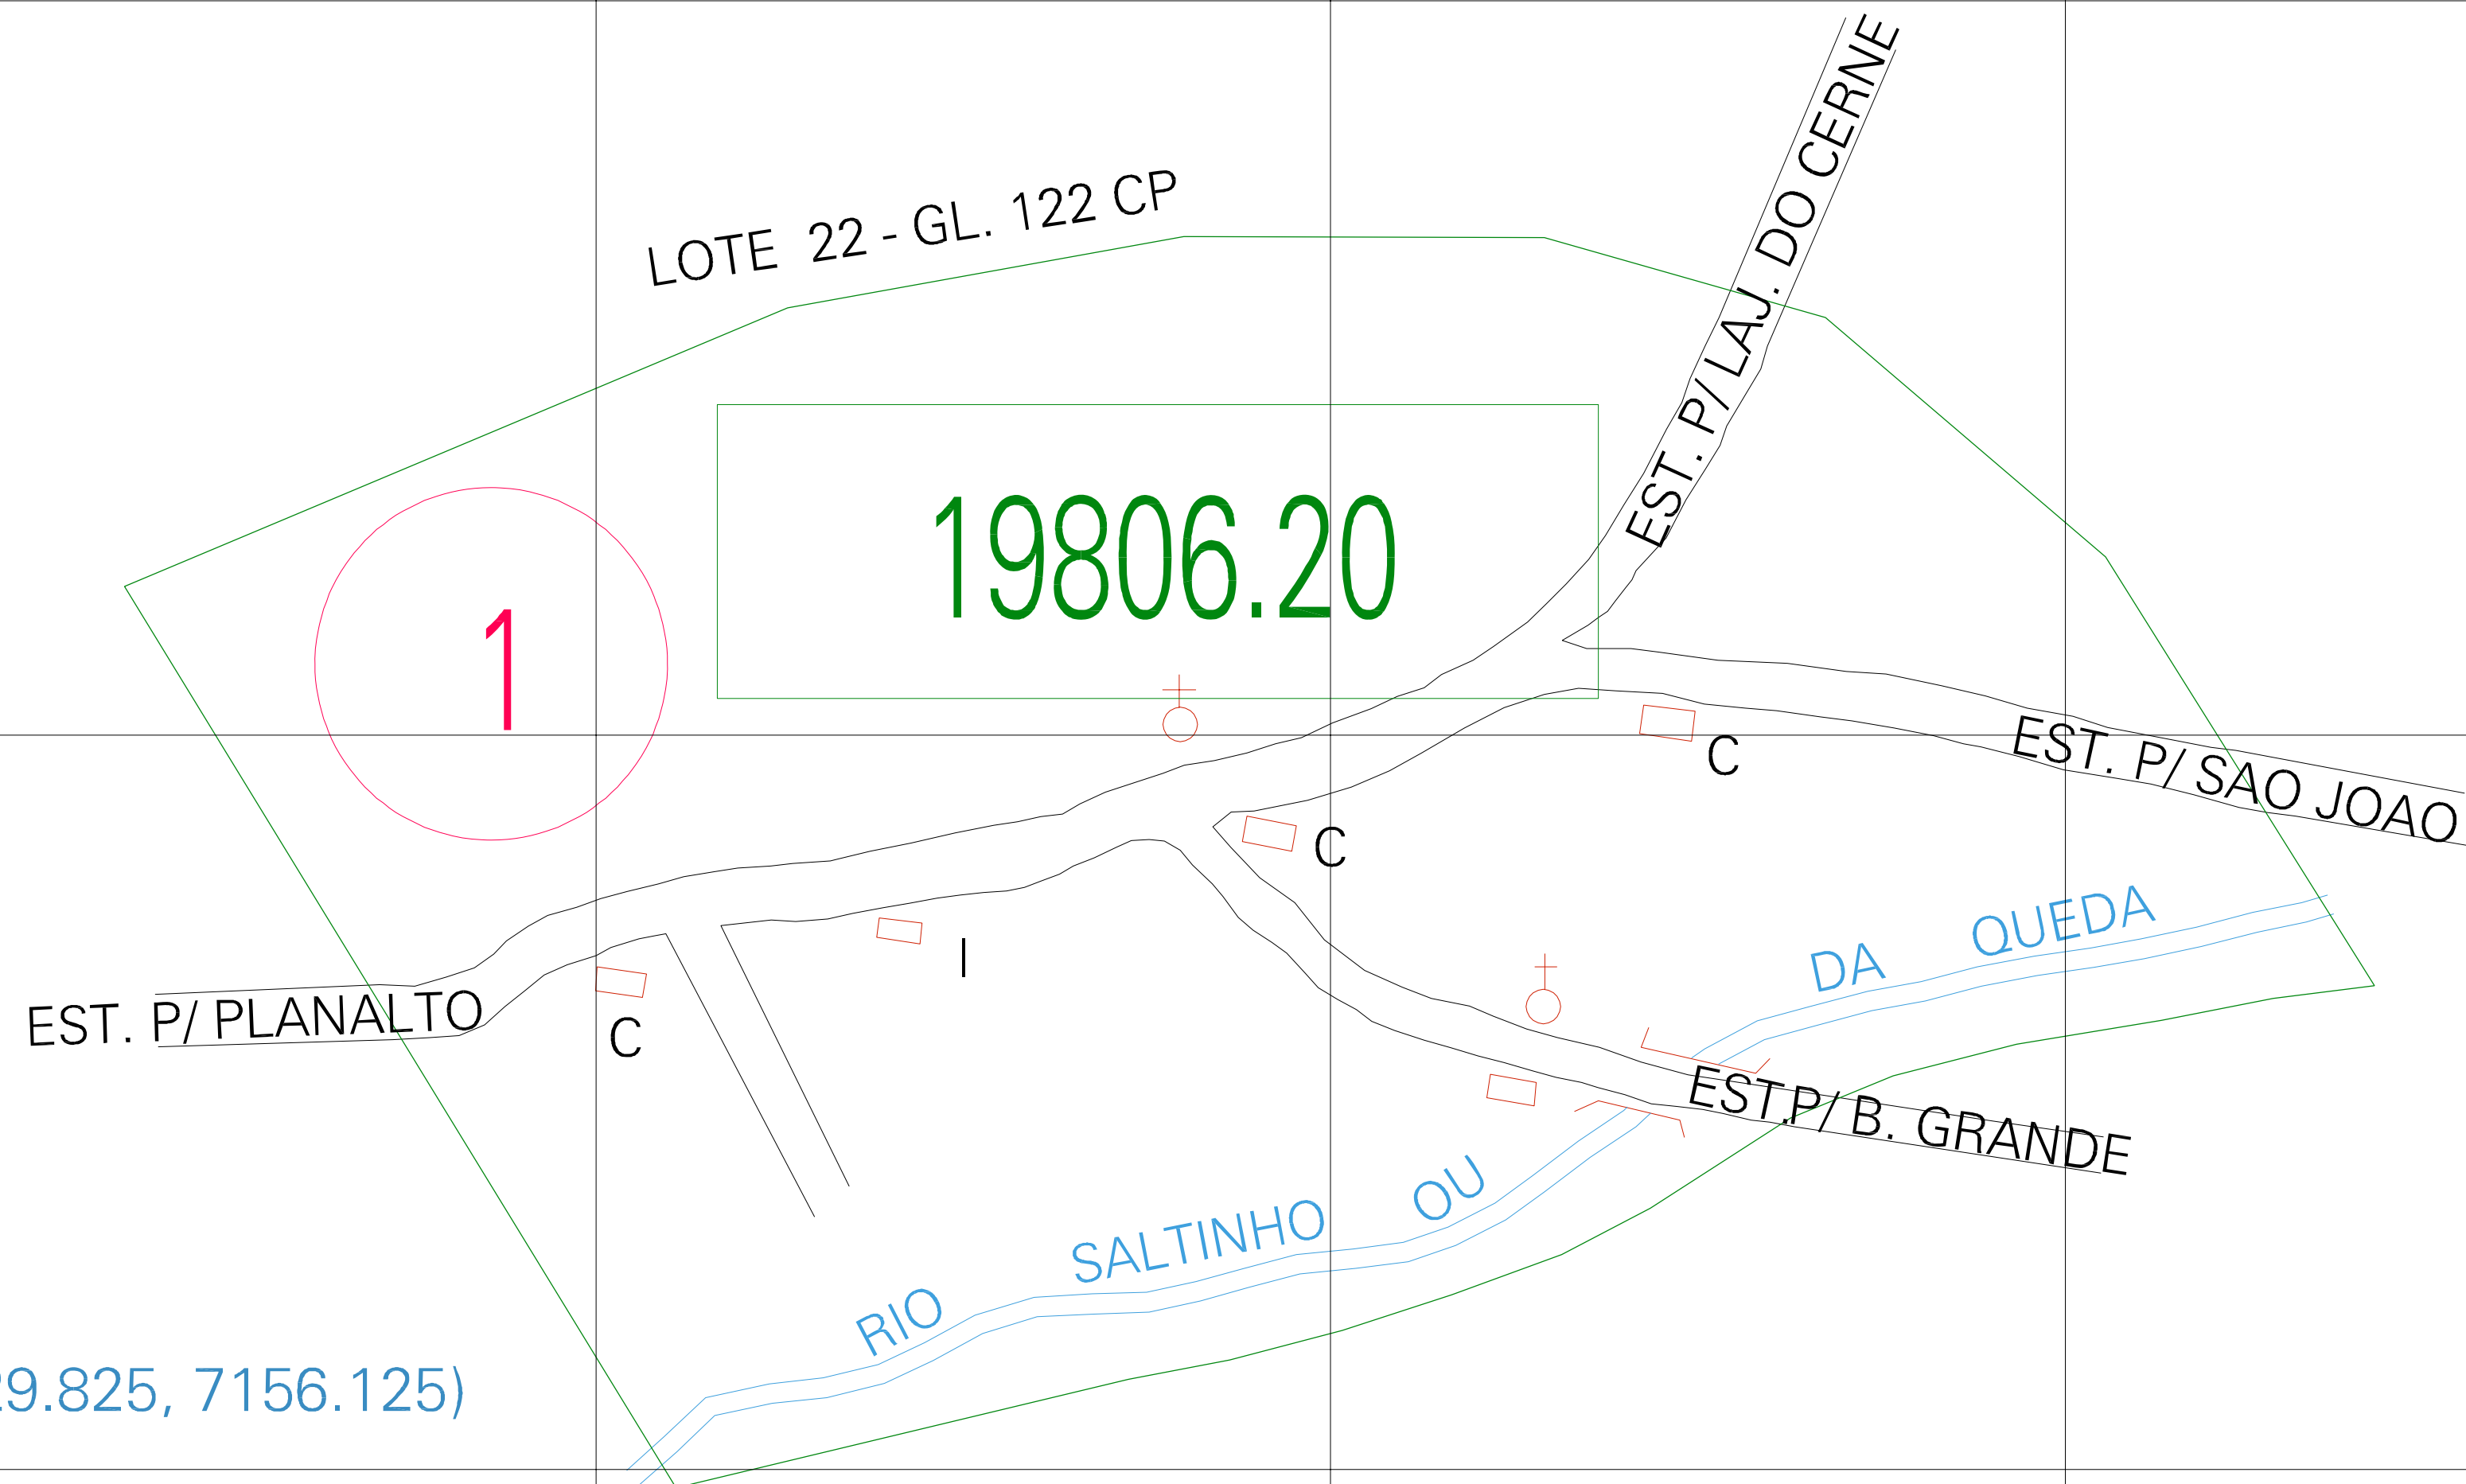 LOTE 22 - GL. 122 CP
EST. P/ LAJ. DO CERNE
19806.20
1
C
EST. P/ SAO JOAO
C
DA QUEDA
I
EST. P/ PLANALTO
C
EST.P/ B. GRANDE
RIO SALTINHO OU
9.825, 7156.125)